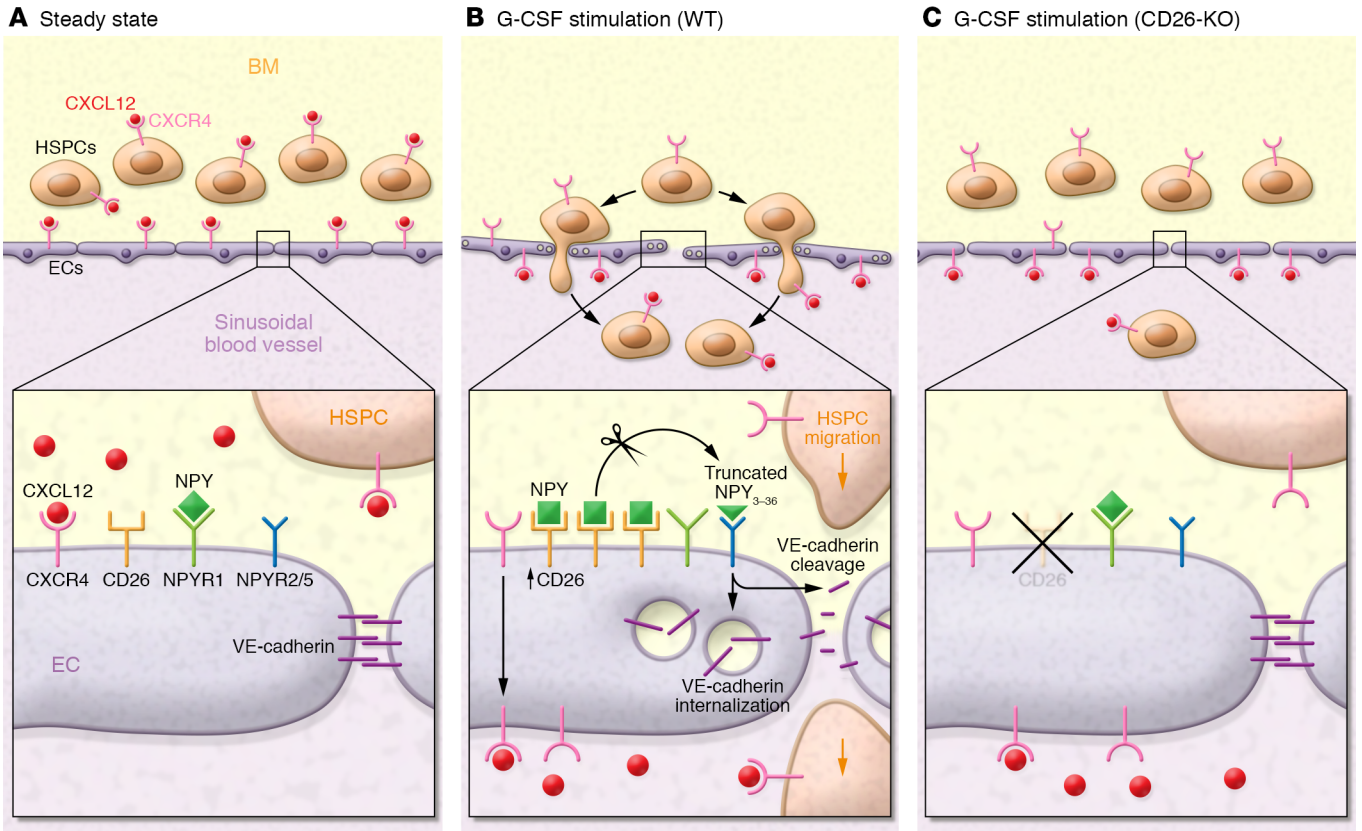 A Steady state
BM
CXCL12
CXCR4
HSPCs
ECs
Sinusoidal
blood vessel
HSPC
NPY
CXCL12
CXCR4
CD26
NPYR1
NPYR2/5
VE-cadherin
EC
B G-CSF stimulation (WT)
HSPC
migration
Truncated
NPY3–36
NPY
CD26
VE-cadherin
cleavage
VE-cadherin
internalization
C G-CSF stimulation (CD26-KO)
CD26